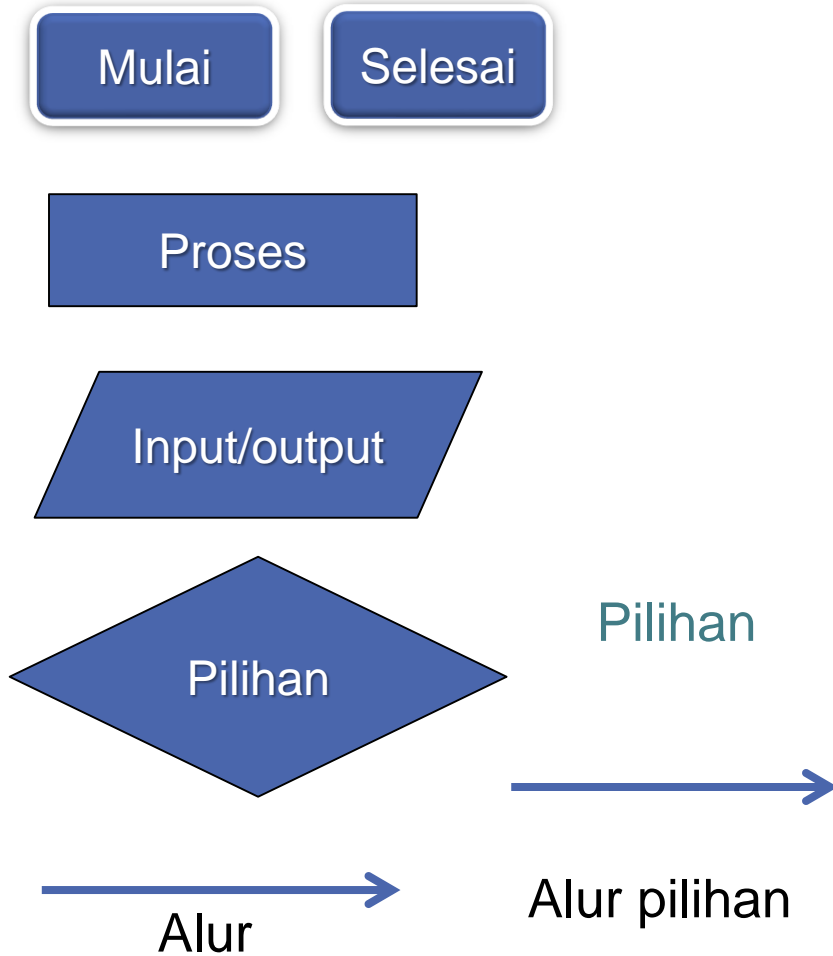 Mulai
Selesai
Proses
Input/output
Pilihan
Pilihan
Alur
Alur pilihan